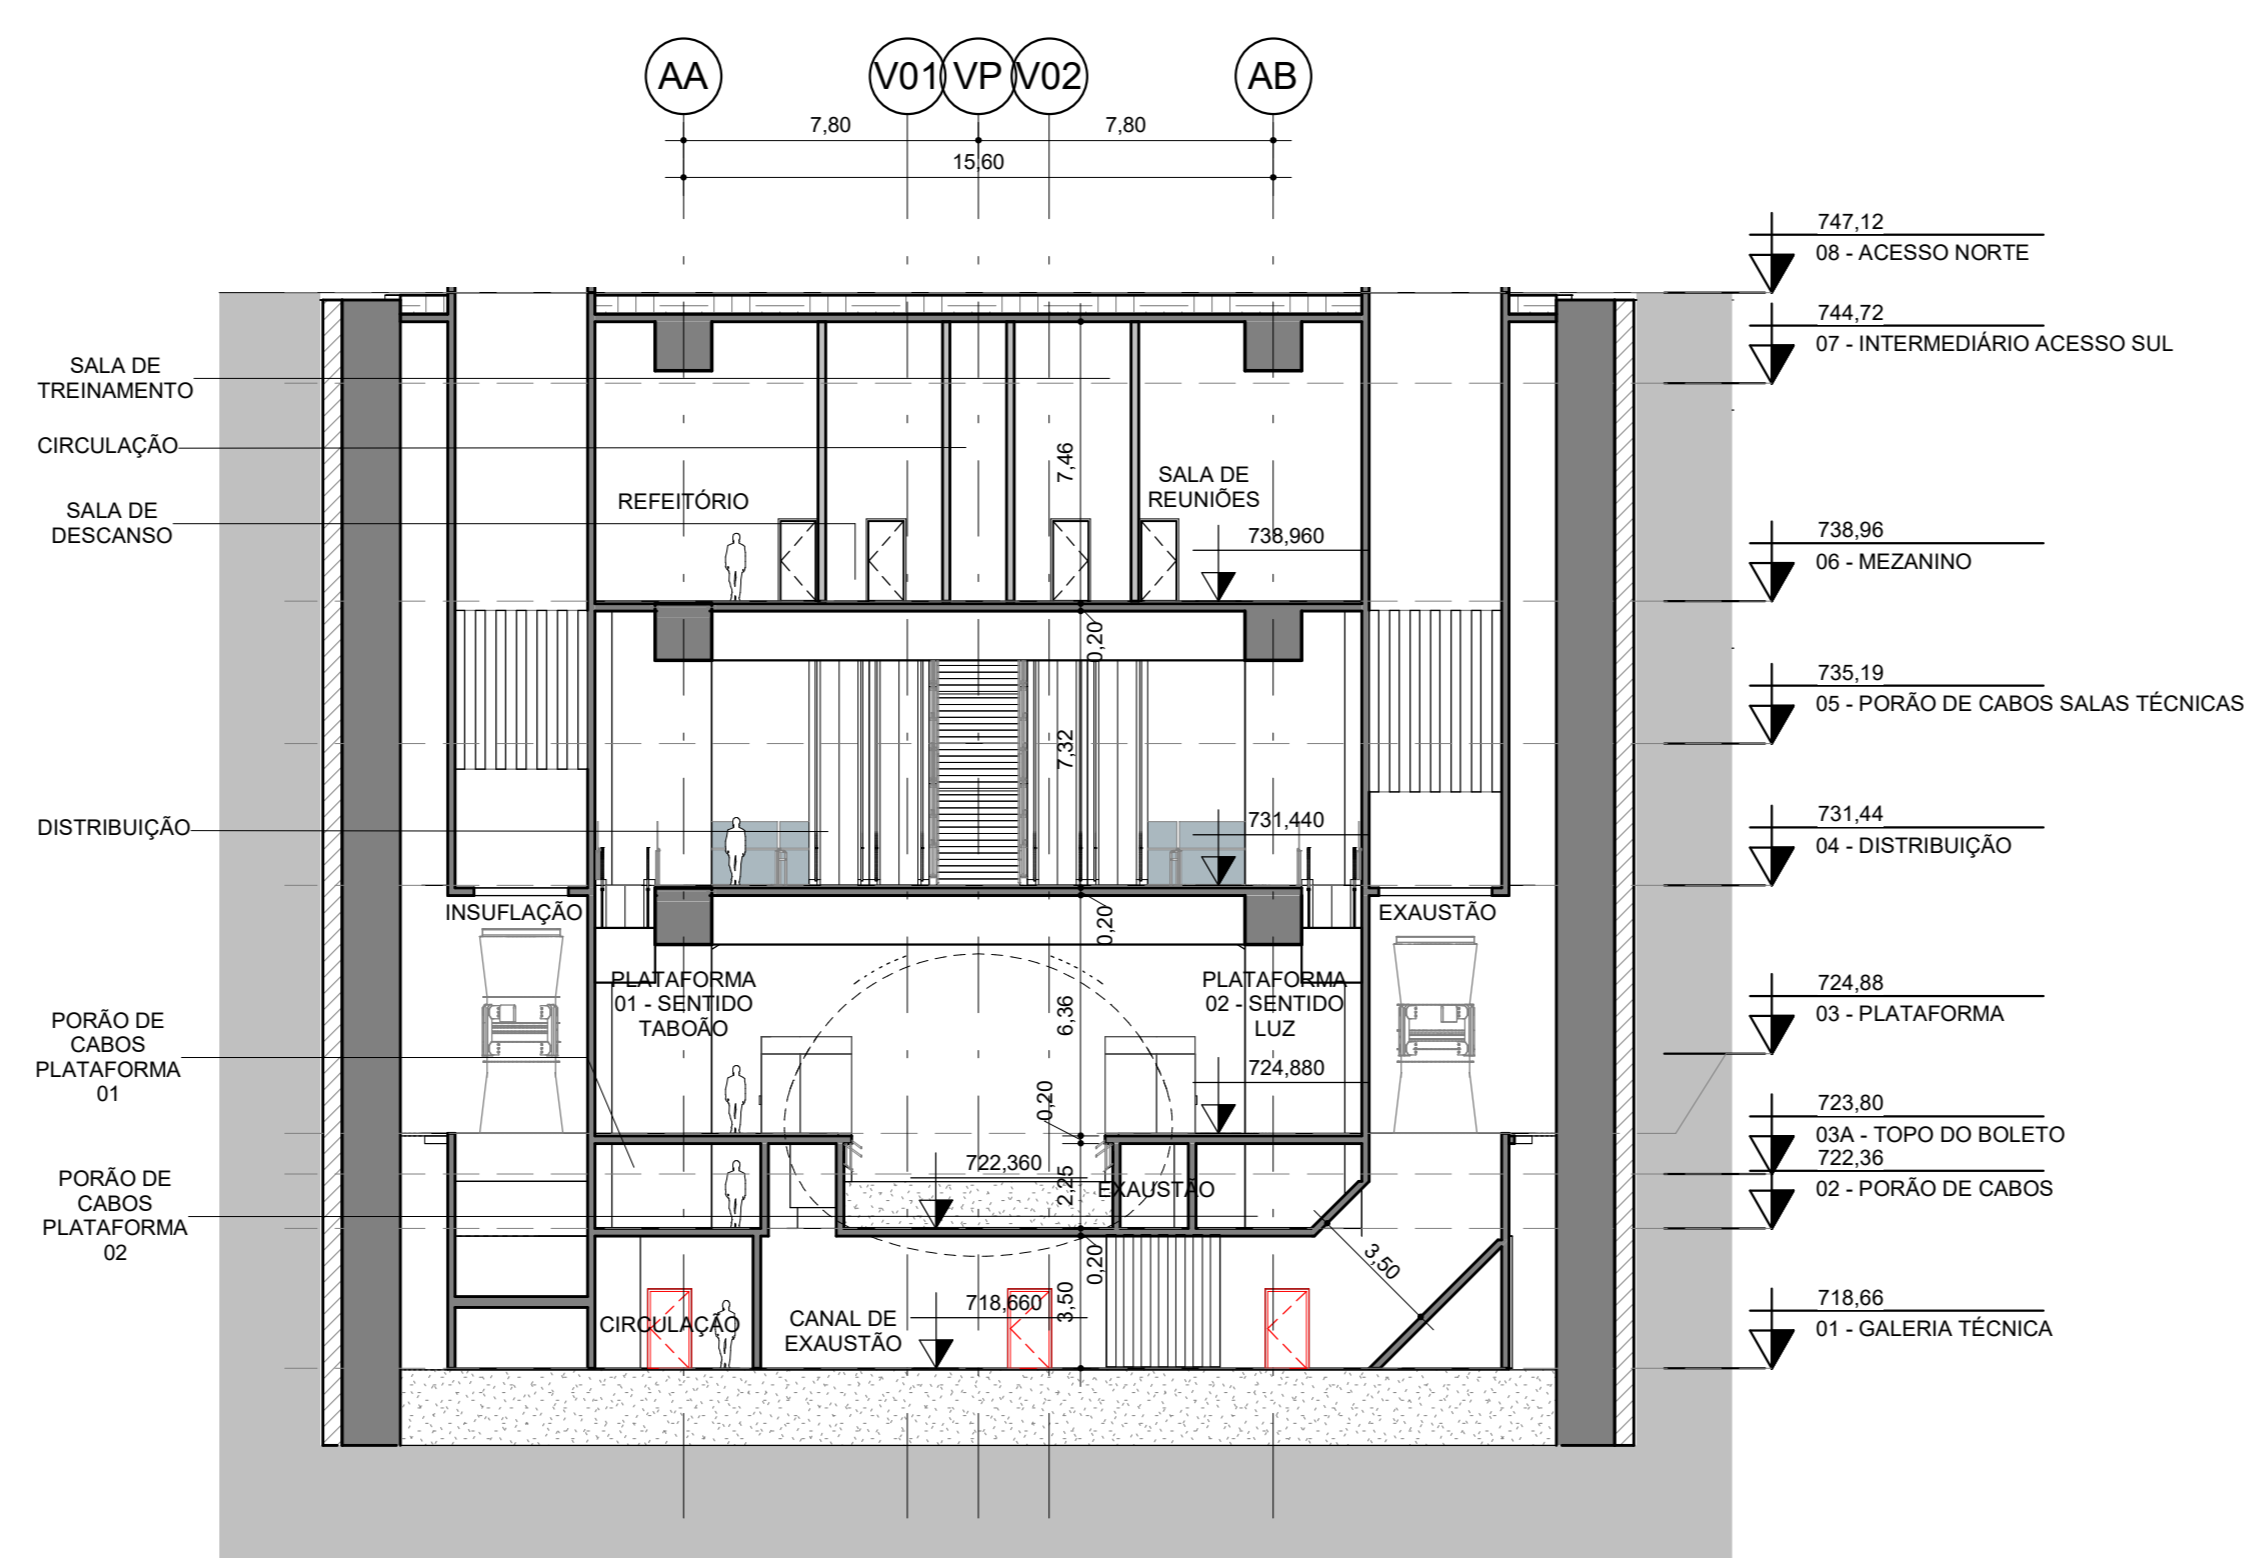 AA
V01
VP
V02
AB
7,80
7,80
15,60
747,12
08 - ACESSO NORTE
744,72
07 - INTERMEDIÁRIO ACESSO SUL
SALA DE
TREINAMENTO
CIRCULAÇÃO
SALA DE
DESCANSO
REFEITÓRIO
7,46
SALA DE
REUNIÕES
738,960
738,96
06 - MEZANINO
0,20
735,19
05 - PORÃO DE CABOS SALAS TÉCNICAS
7,32
DISTRIBUIÇÃO
731,440
731,44
04 - DISTRIBUIÇÃO
INSUFLAÇÃO
0,20
EXAUSTÃO
PLATAFORMA
01 - SENTIDO
TABOÃO
6,36
PLATAFORMA
02 - SENTIDO
LUZ
724,88
03 - PLATAFORMA
PORÃO DE
CABOS
PLATAFORMA
01
724,880
0,20
723,80
03A - TOPO DO BOLETO
722,36
02 - PORÃO DE CABOS
722,360
2,25
EXAUSTÃO
PORÃO DE
CABOS
PLATAFORMA
02
0,20
3,50
718,660
3,50
CIRCULAÇÃO
CANAL DE
EXAUSTÃO
718,66
01 - GALERIA TÉCNICA